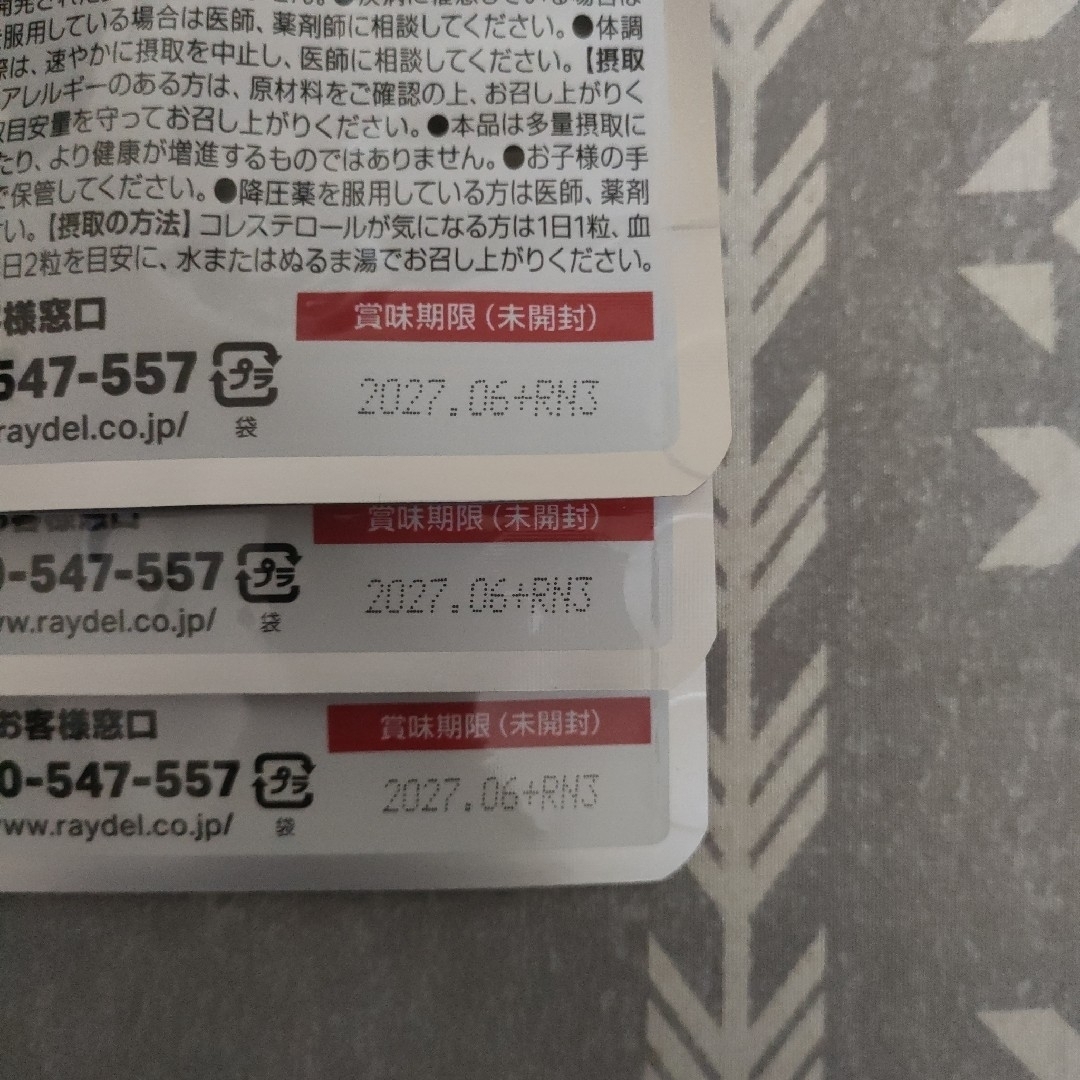 服用している場合は医師、薬剤師に相談してください。●体調
際は、速やかに摂取を中止し、医師に相談してください。【摂取
アレルギーのある方は、原材料をご確認の上、お召し上がりく
取目安量を守ってお召し上がりください。●本品は多量摂取に
たり、より健康が増進するものではありません。●お子様の手
で保管してください。●降圧薬を服用している方は医師、薬剤
い。【摂取の方法】コレステロールが気になる方は1日1粒、血
日2粒を目安に、水またはぬるま湯でお召し上がりください。
客様窓口
賞味期限(未開封)
547-557
プラ
2027.06+RN3
raydel.co.jp/
袋
お客様窓口
賞味期限(未開封)
0-547-557
プラ
2027.06+RN3
ww.raydel.co.jp/
袋
お客様窓口
賞味期限(未開封)
0-547-557
プラ
2027.06+RN3
www.raydel.co.jp/
袋